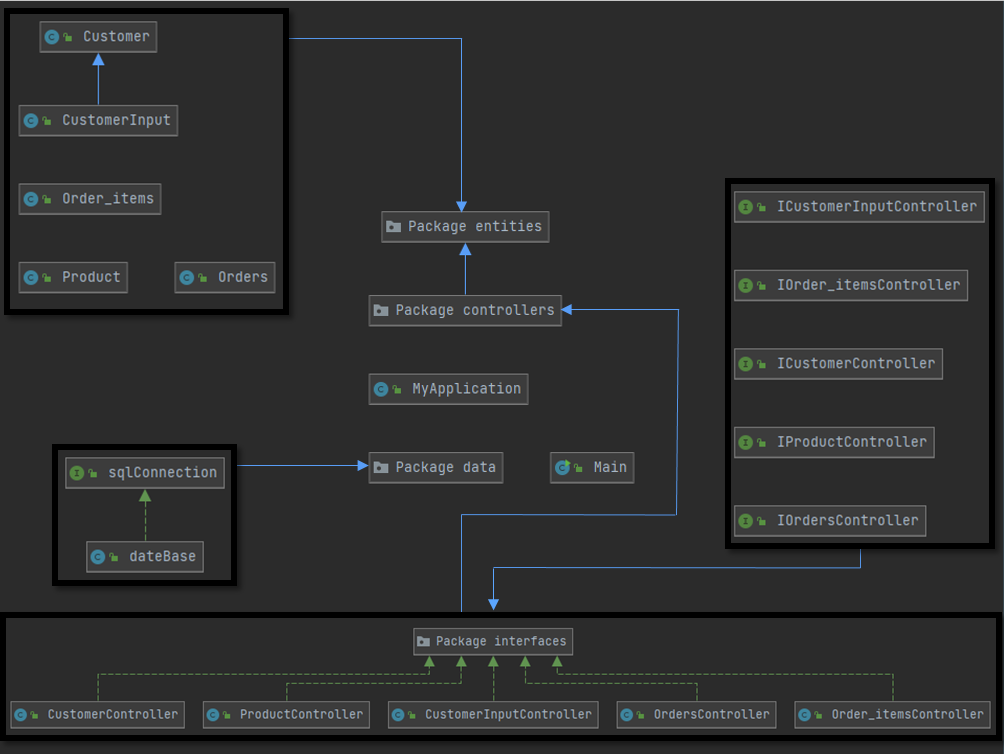 Customer
CustomerInput
Order_items
Product
Orders
Package entities
Package controllers
MyApplication
Package data
Main
sqlConnection
dateBase
ICustomerInputController
IOrder_itemsController
ICustomerController
IProductController
IOrdersController
Package interfaces
CustomerController
ProductController
CustomerInputController
OrdersController
Order_itemsController